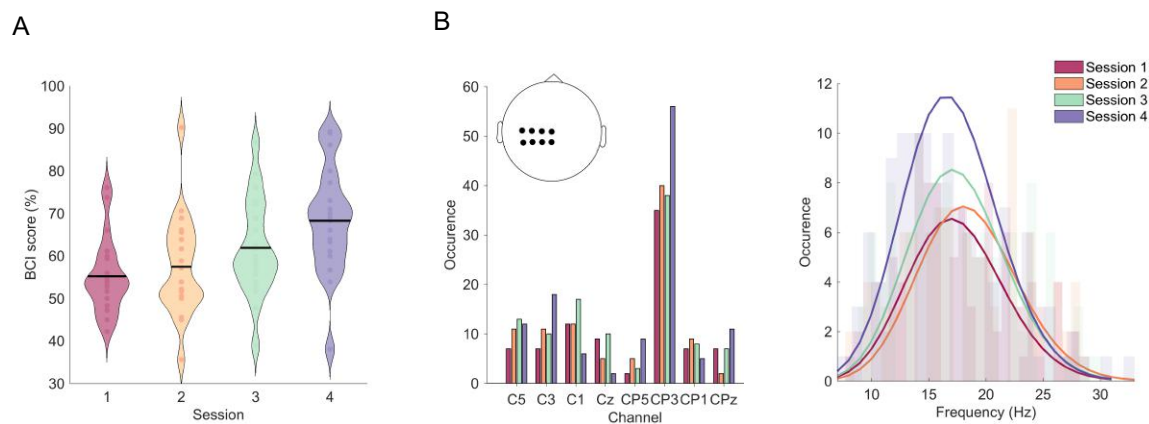 A
B
100
90
80
70
60
50
40
30
BCI score (%)
1 2 3 4
Session
60
50
40
30
20
10
0
Occurence
C5 C3 C1 Cz CP5 CP3 CP1 CPz
Channel
Session 1
Session 2
Session 3
Session 4
12
10
8
6
4
2
0
Occurence
10 15 20 25 30
Frequency (Hz)